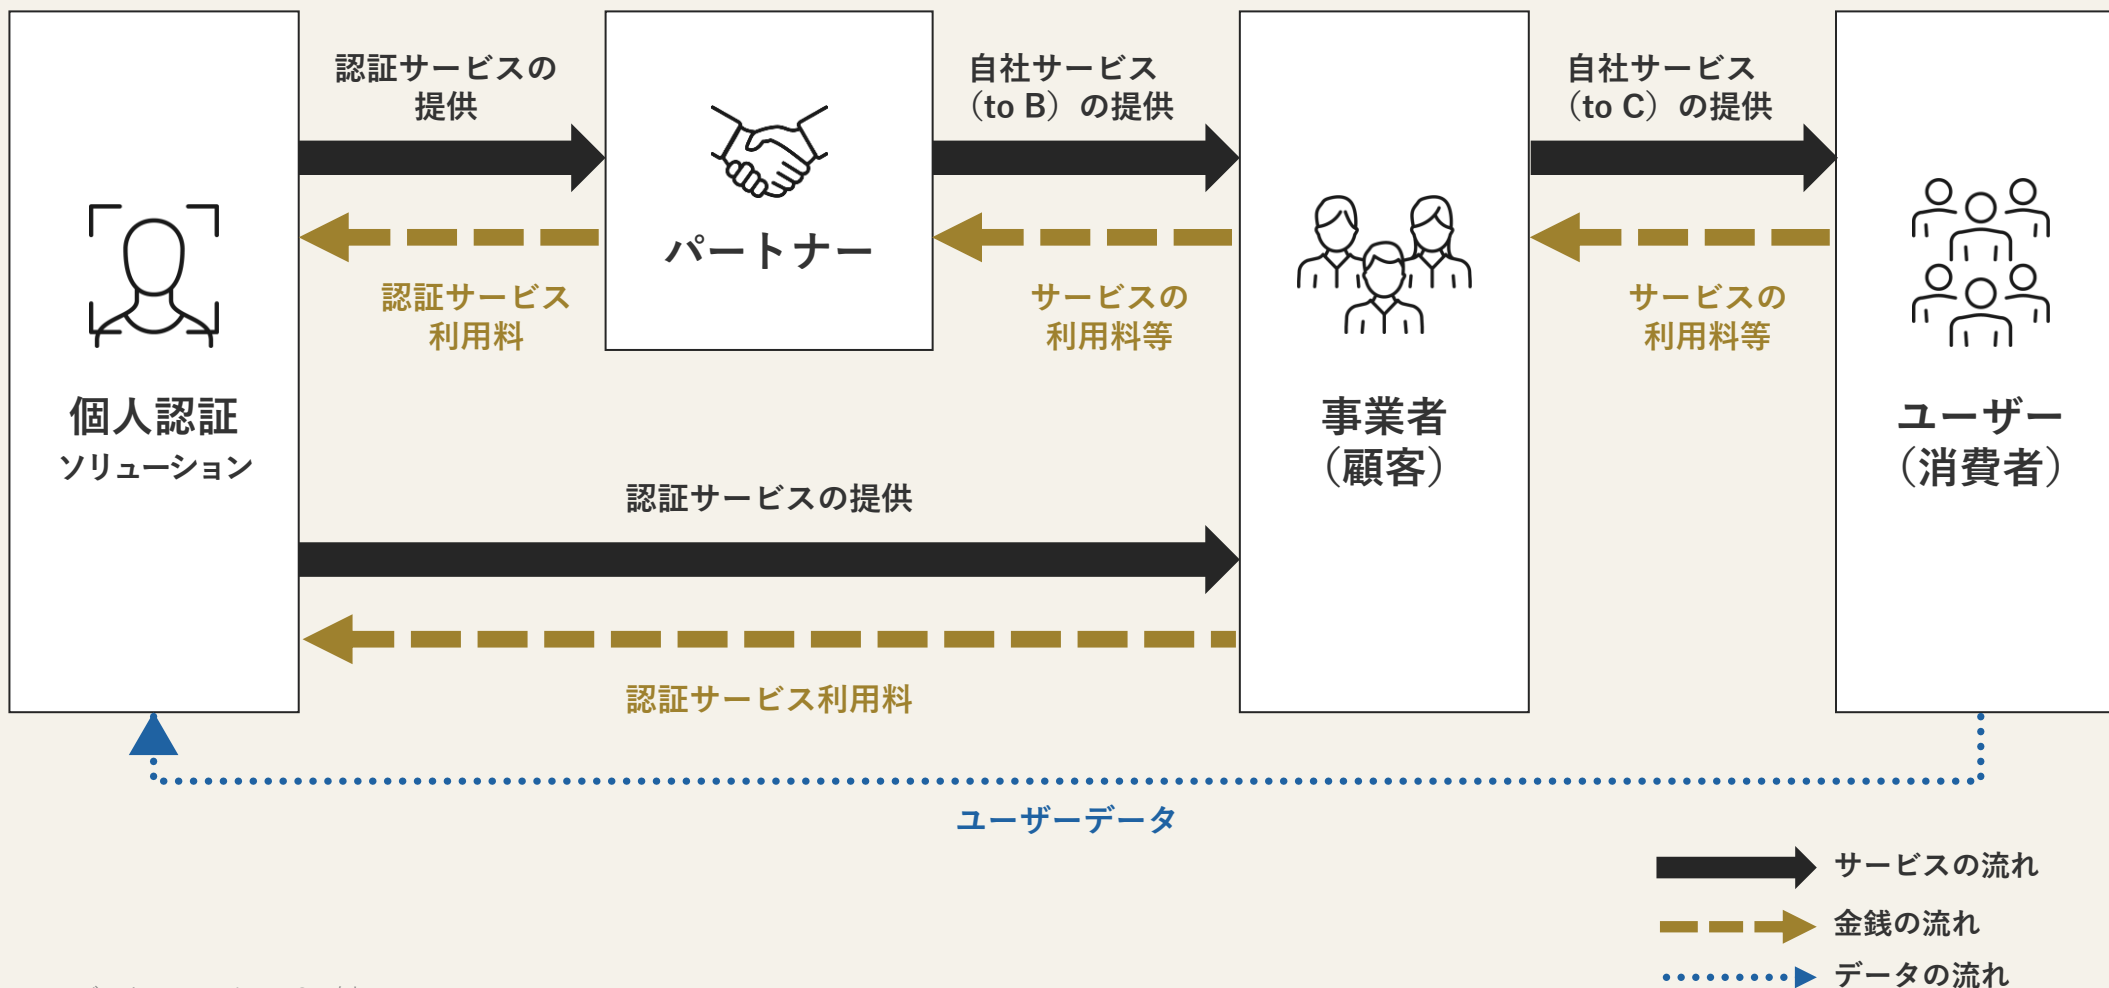 認証サービスの
提供
自社サービス
（to B）の提供
自社サービス
（to C）の提供
パートナー
認証サービス
利用料
サービスの
利用料等
サービスの
利用料等
個人認証
ソリューション
事業者
（顧客）
ユーザー
（消費者）
認証サービスの提供
認証サービス利用料
ユーザーデータ
サービスの流れ
金銭の流れ
データの流れ